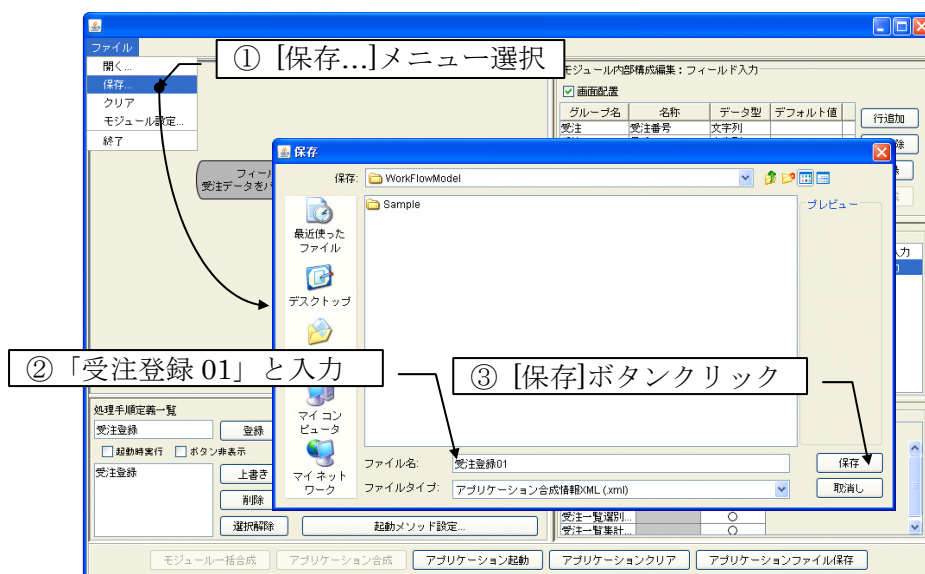 ファイル
開く...
保存...
クリア
モジュール設定...
終了
① [保存...]メニュー選択
モジュール内部構成編集：フィールド入力
画面配置
グループ名 名称 データ型 デフォルト値
受注 受注番号 文字列
行追加
保存
保存: WorkFlowModel
Sample
プレビュー
最近使った
ファイル
デスクトップ
② 「受注登録 01」と入力
③ [保存]ボタンクリック
マイ コン
ピュータ
マイ ネット
ワーク
ファイル名: 受注登録01
保存
ファイルタイプ: アプリケーション合成情報XML (.xml)
取消し
処理手順定義一覧
受注登録
登録
起動時実行 ボタン非表示
受注登録
上書き
削除
選択解除
起動メソッド設定...
受注一覧選別... ○
受注一覧集計... ○
モジュール一括合成 アプリケーション合成 アプリケーション起動 アプリケーションクリア アプリケーションファイル保存